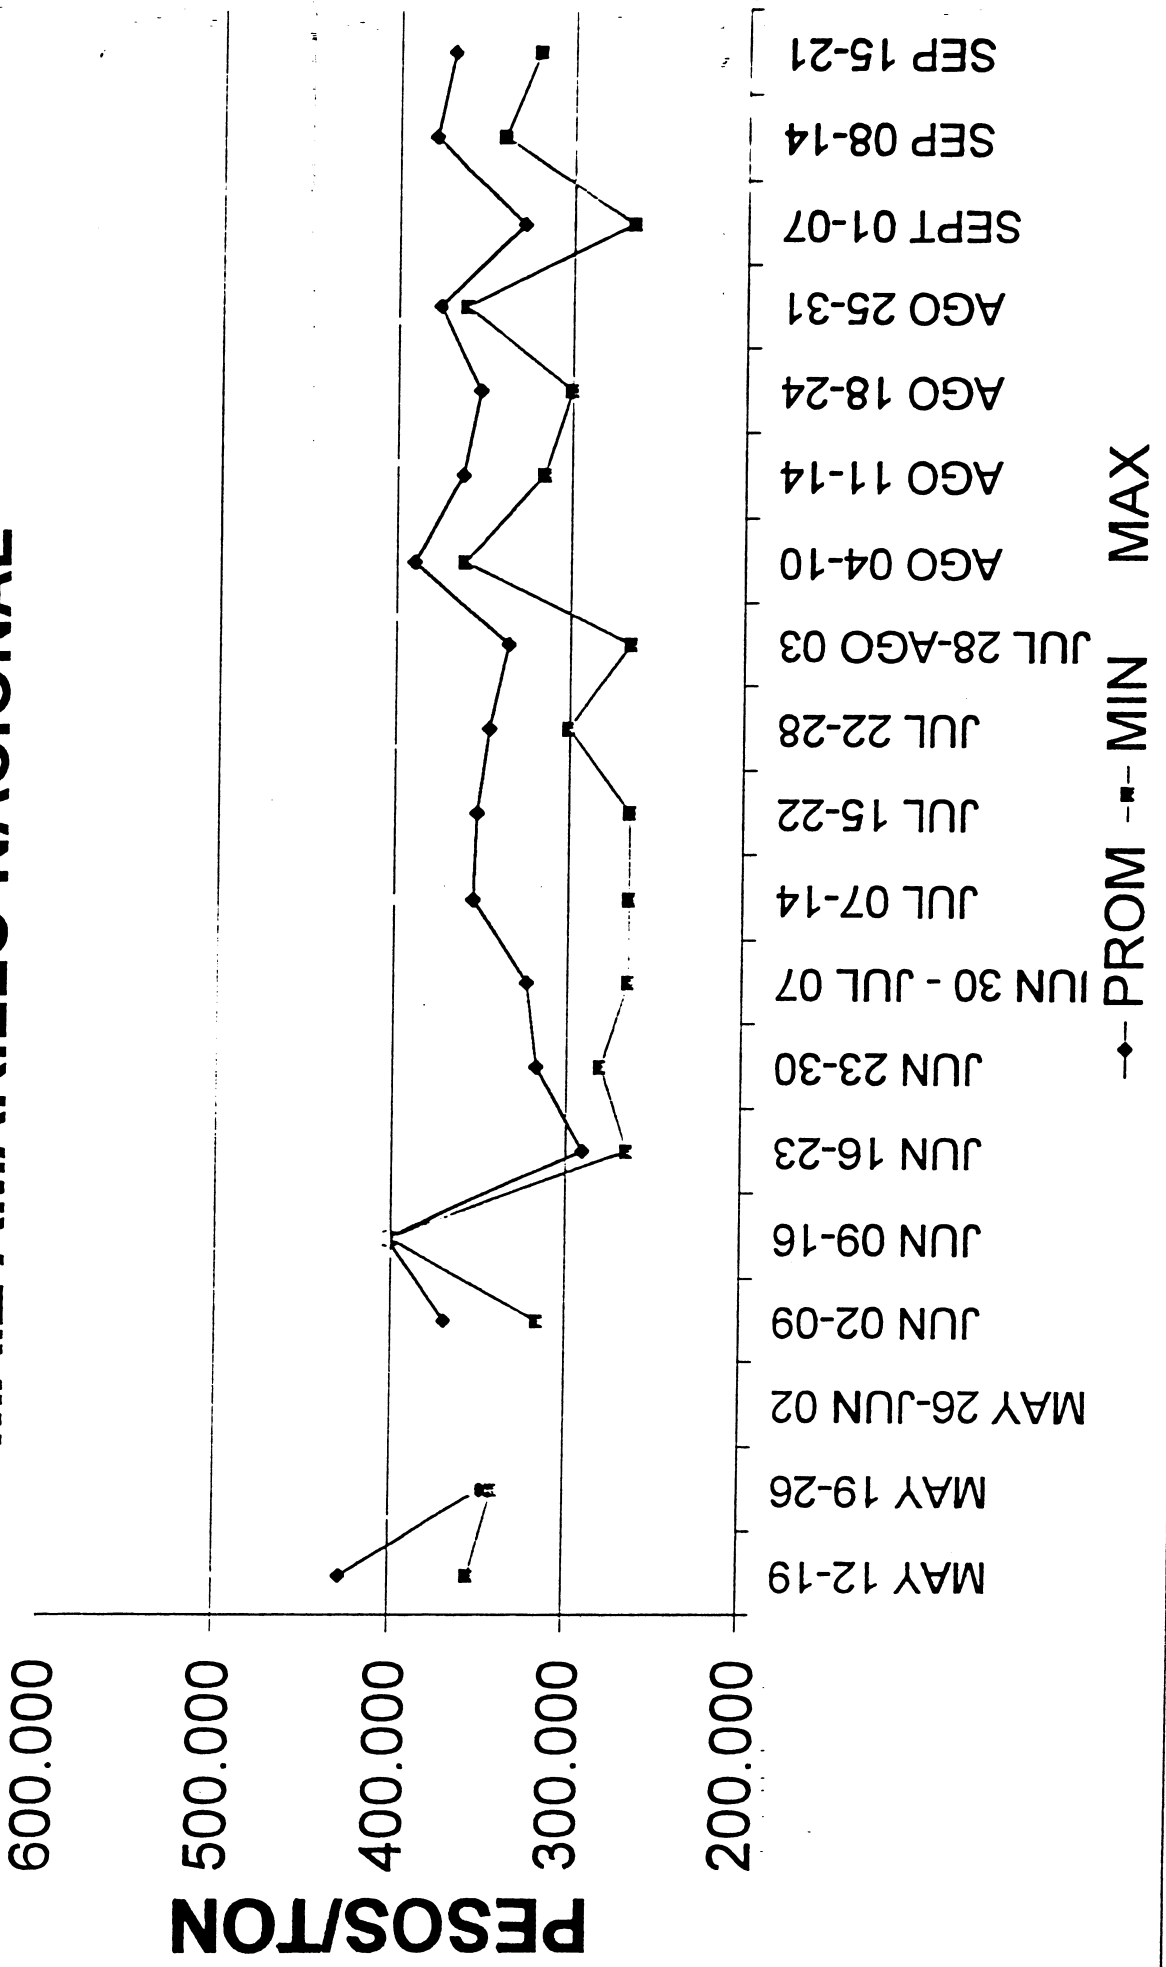 AMARILLO NACIONAL
PESOS/TON
600.000
500.000
400.000
300.000
200.000
MAY 12-19
MAY 19-26
MAY 26-JUN 02
JUN 02-09
JUN 09-16
JUN 16-23
JUN 23-30
JUN 30 - JUL 07
JUL 07-14
JUL 15-22
JUL 22-28
JUL 28-AGO 03
AGO 04-10
AGO 11-14
AGO 18-24
AGO 25-31
SEPT 01-07
SEP 08-14
SEP 15-21
PROM MIN MAX